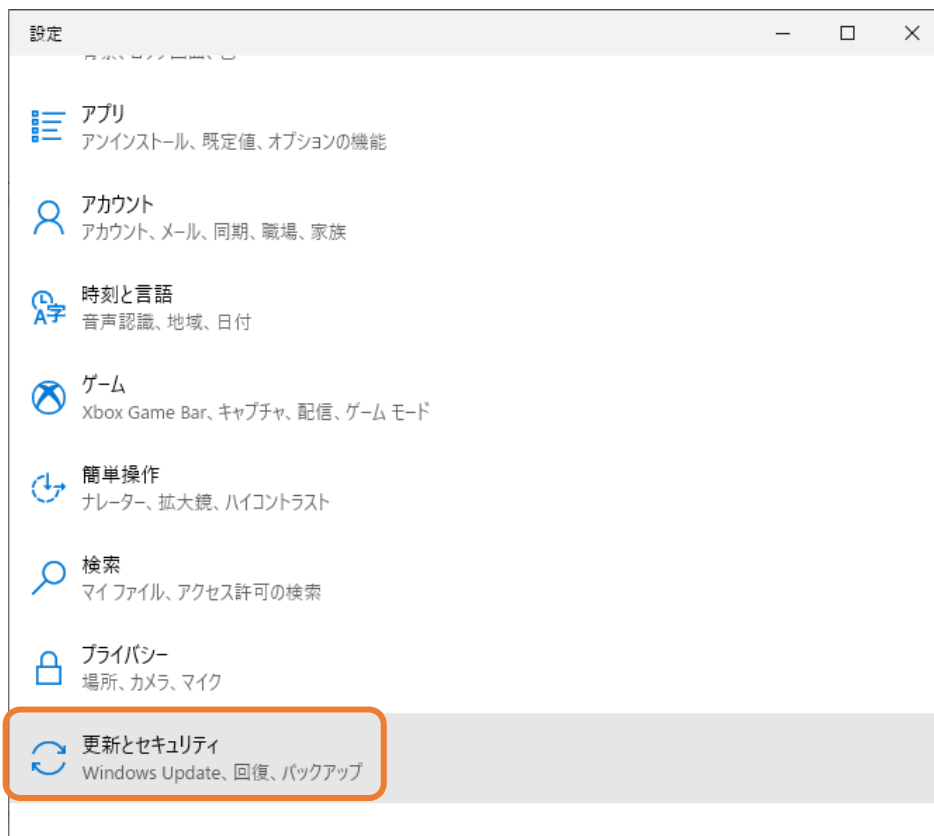 設定
アプリ
アンインストール、既定値、オプションの機能
アカウント
アカウント、メール、同期、職場、家族
時刻と言語
音声認識、地域、日付
ゲーム
Xbox Game Bar、キャプチャ、配信、ゲーム モード
簡単操作
ナレーター、拡大鏡、ハイコントラスト
検索
マイ ファイル、アクセス許可の検索
プライバシー
場所、カメラ、マイク
更新とセキュリティ
Windows Update、回復、バックアップ